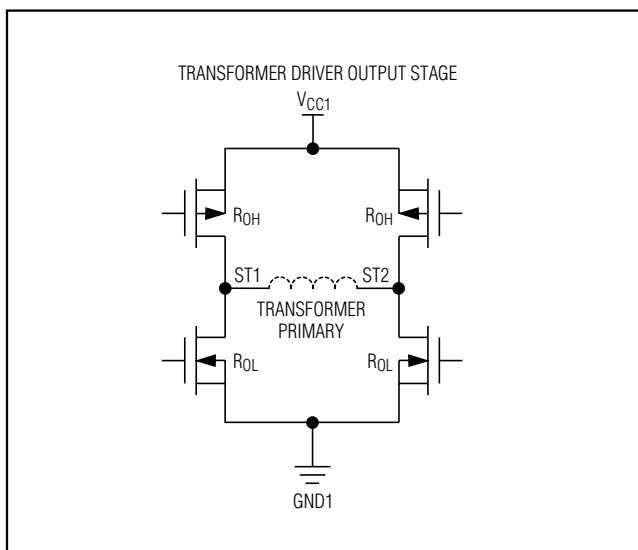 TRANSFORMER DRIVER OUTPUT STAGE
VCC1
ROH ROH
ST1 ST2
TRANSFORMER
PRIMARY
ROL ROL
GND1